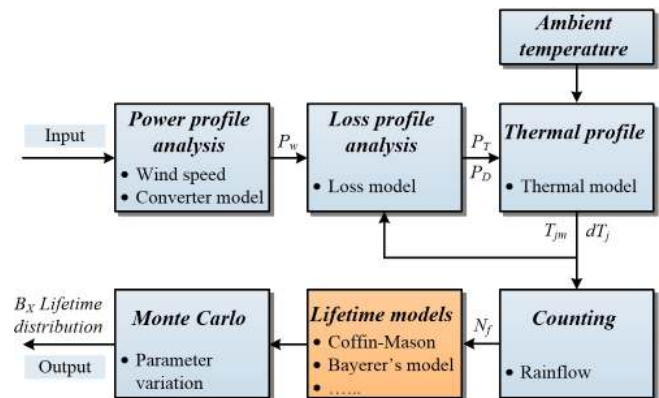 Ambient
temperature
Input
Power profile
analysis
• Wind speed
• Converter model
P_w
Loss profile
analysis
• Loss model
P_T
P_D
Thermal profile
• Thermal model
T_jm
dT_j
B_X Lifetime
distribution
Output
Monte Carlo
• Parameter
variation
Lifetime models
• Coffin-Mason
• Bayerer's model
• ......
N_f
Counting
• Rainflow